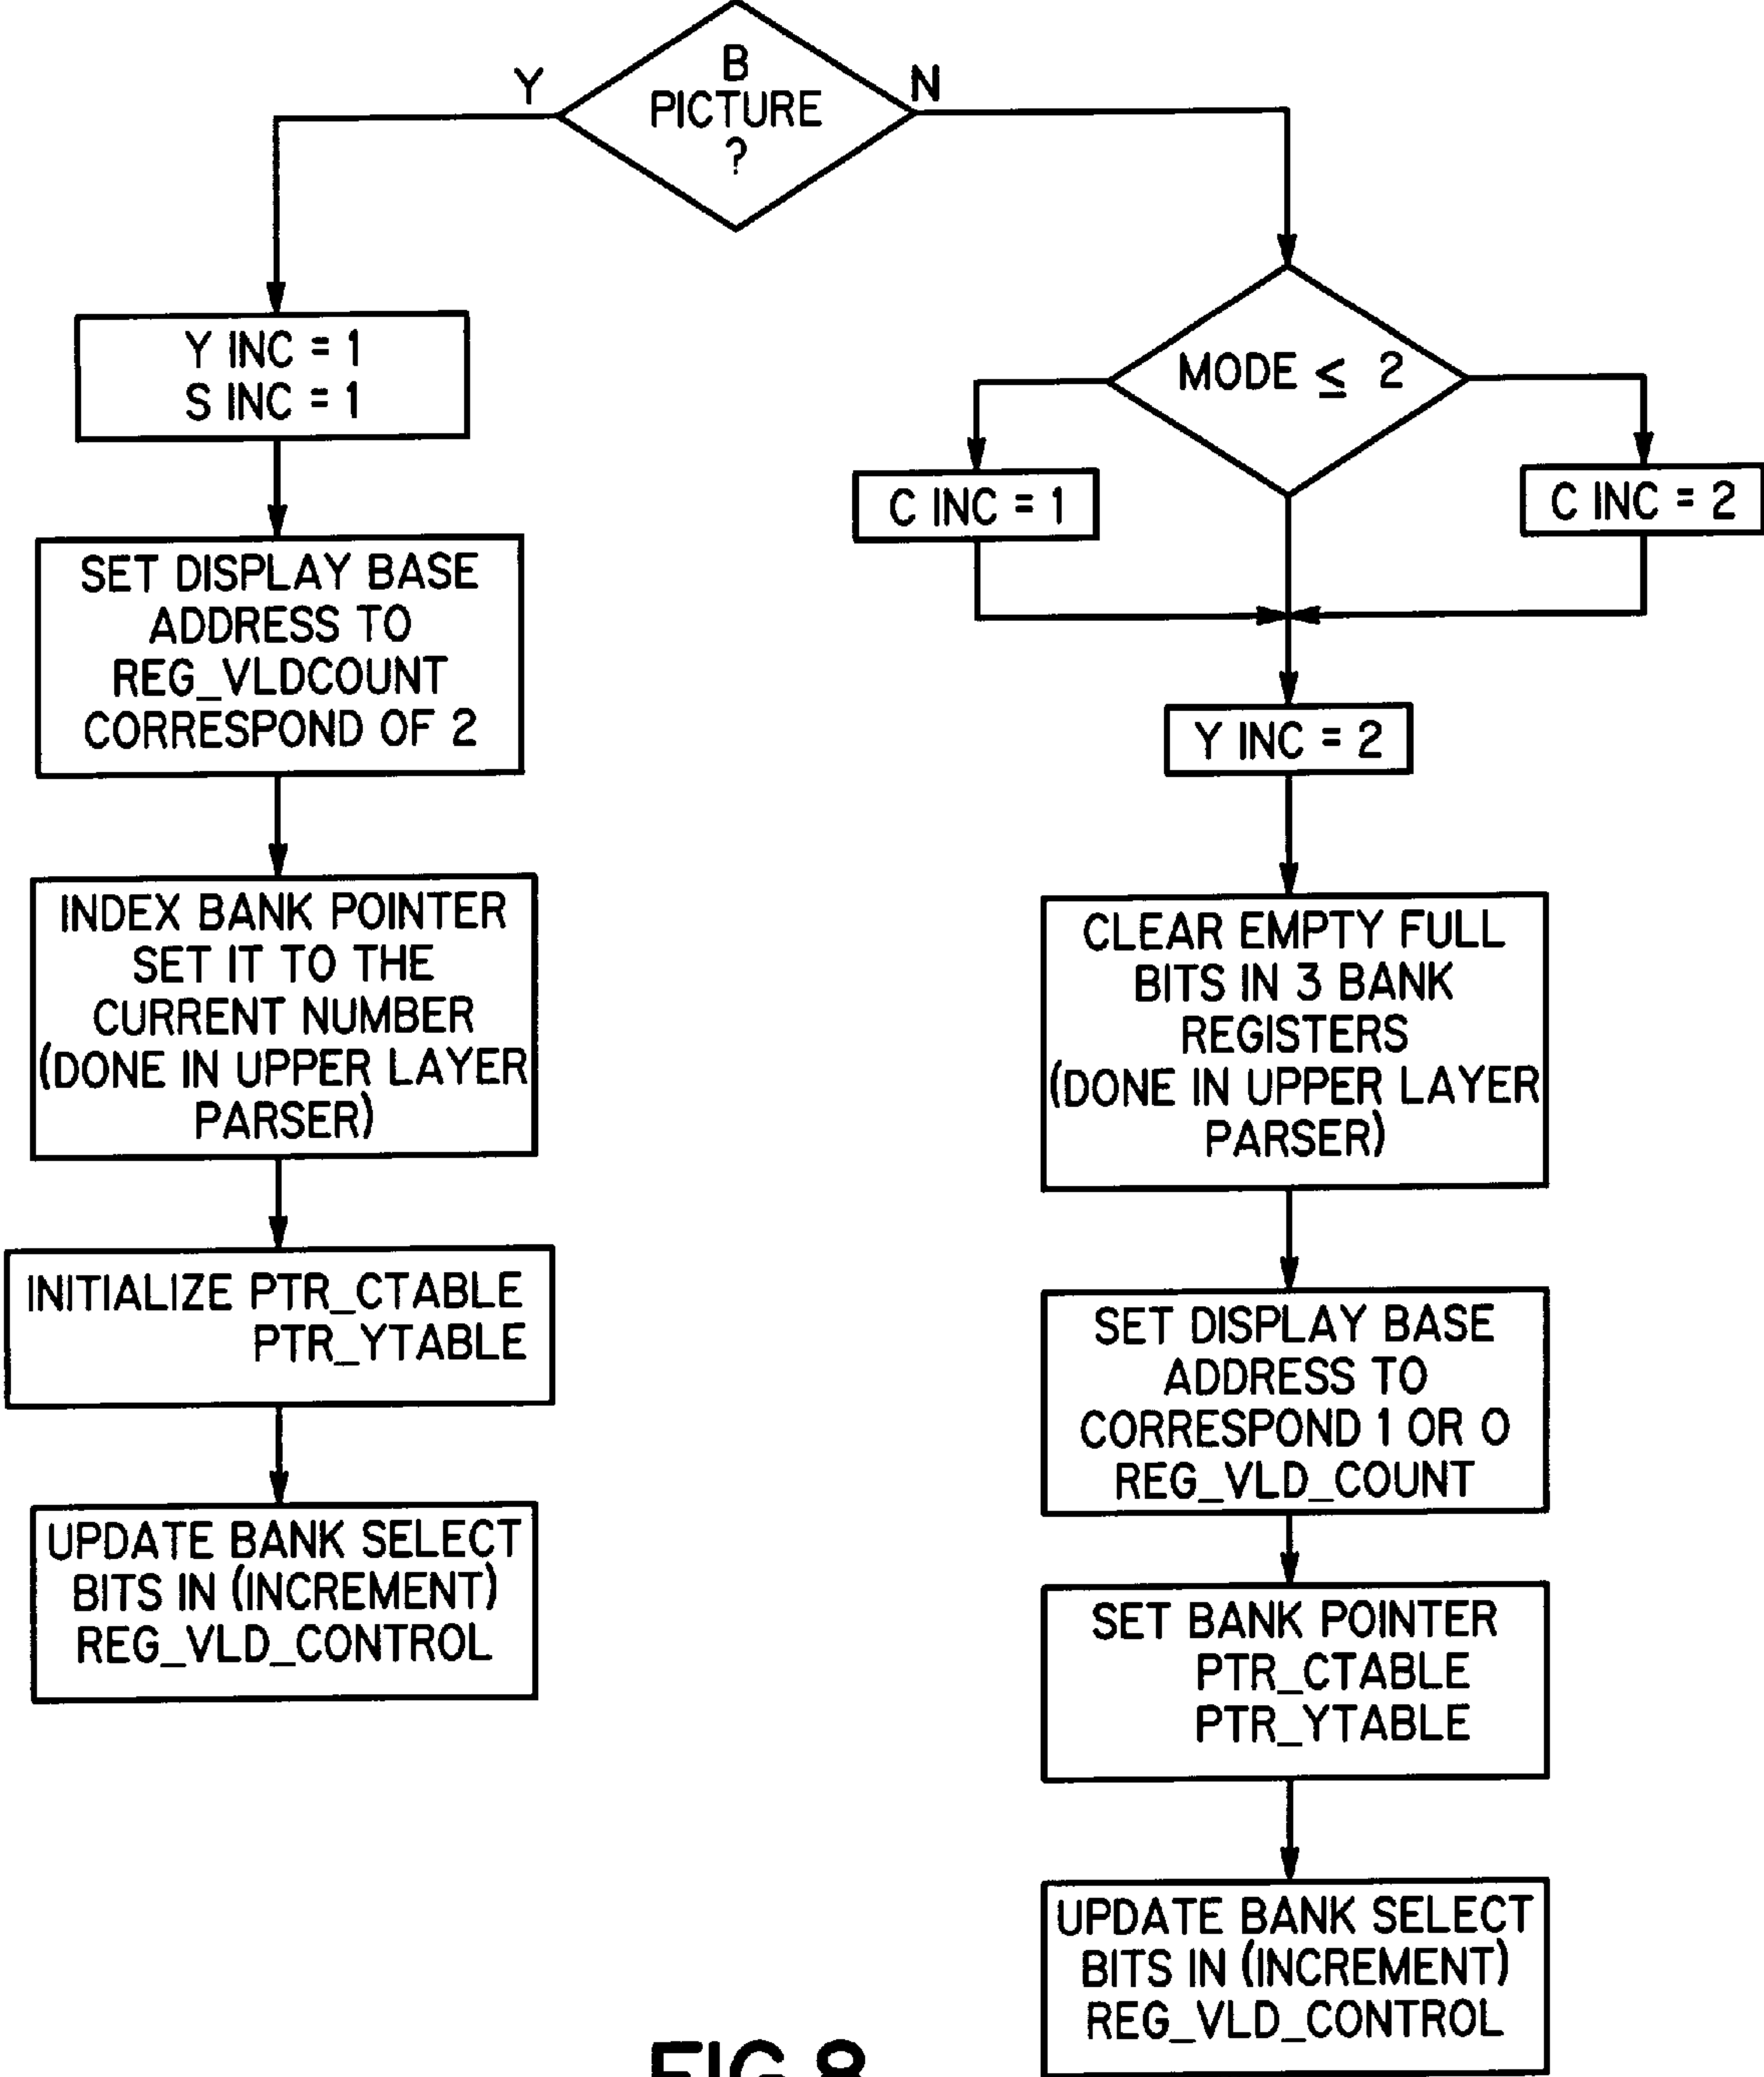 B
PICTURE
?
Y
N
Y INC = 1
S INC = 1
SET DISPLAY BASE
ADDRESS TO
REG_VLDCOUNT
CORRESPOND OF 2
INDEX BANK POINTER
SET IT TO THE
CURRENT NUMBER
(DONE IN UPPER LAYER
PARSER)
INITIALIZE PTR_CTABLE
PTR_YTABLE
UPDATE BANK SELECT
BITS IN (INCREMENT)
REG_VLD_CONTROL
MODE ≤ 2
C INC = 1
C INC = 2
Y INC = 2
CLEAR EMPTY FULL
BITS IN 3 BANK
REGISTERS
(DONE IN UPPER LAYER
PARSER)
SET DISPLAY BASE
ADDRESS TO
CORRESPOND 1 OR 0
REG_VLD_COUNT
SET BANK POINTER
PTR_CTABLE
PTR_YTABLE
UPDATE BANK SELECT
BITS IN (INCREMENT)
REG_VLD_CONTROL
FIG.8